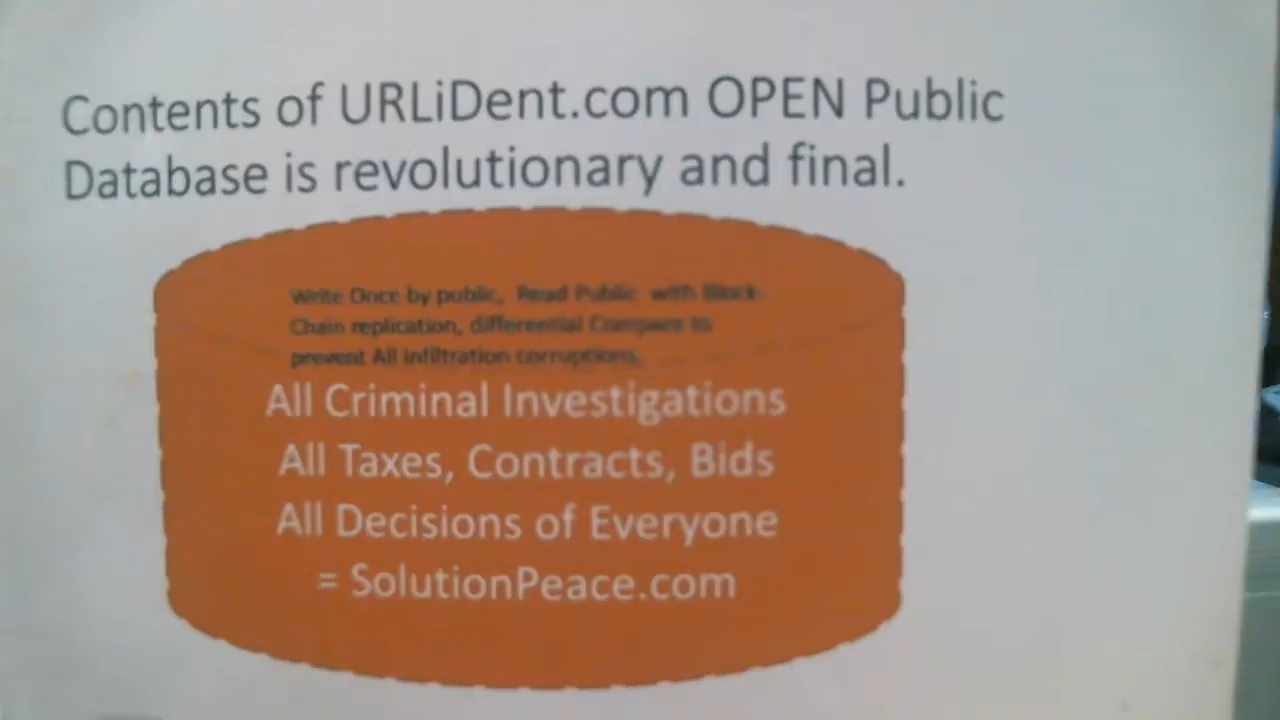 Contents of URLiDent.com OPEN Public
Database is revolutionary and final.
Write Once by public, Read Public with Block-
Chain replication, differential Compare to
prevent All infiltration corruptions,
All Criminal Investigations
All Taxes, Contracts, Bids
All Decisions of Everyone
= SolutionPeace.com